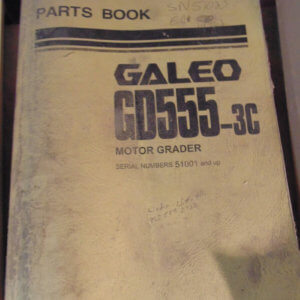 PARTS BOOK
GALEO
GD555-3C
MOTOR GRADER
SERIAL NUMBERS 51001 and up